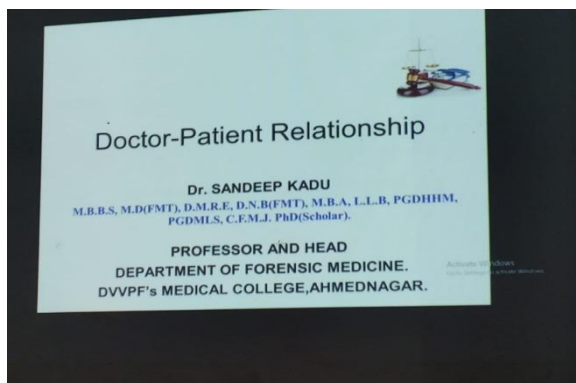 Doctor-Patient Relationship
Dr. SANDEEP KADU
M.B.B.S, M.D(FMT), D.M.R.E, D.N.B(FMT), M.B.A, L.L.B, PGDHHM,
PGDMLS, C.F.M.J. PhD(Scholar).
PROFESSOR AND HEAD
DEPARTMENT OF FORENSIC MEDICINE.
DVVPF's MEDICAL COLLEGE,AHMEDNAGAR.
Activate Windows